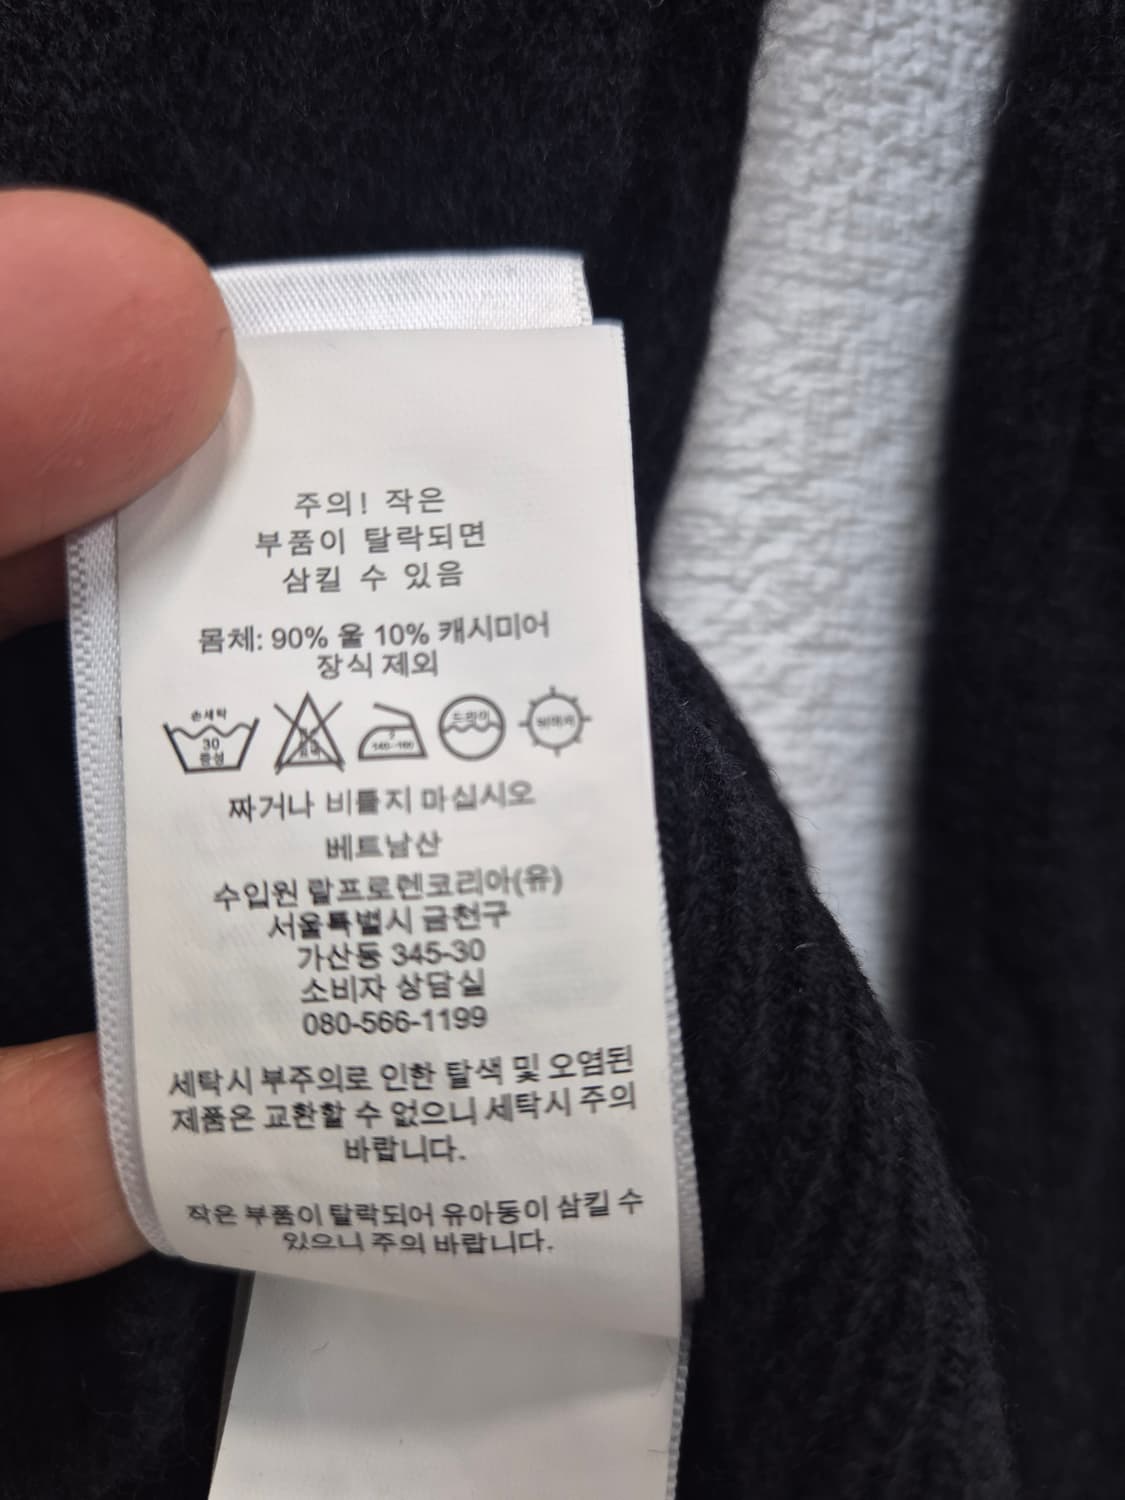 주의! 작은
부품이 탈락되면
삼킬 수 있음
몸체: 90% 울 10% 캐시미어
장식 제외
손세탁
30
중성
드라이
140~160
짜거나 비틀지 마십시오
베트남산
수입원 랄프로렌코리아(유)
서울특별시 금천구
가산동 345-30
소비자 상담실
080-566-1199
세탁시 부주의로 인한 탈색 및 오염된
제품은 교환할 수 없으니 세탁시 주의
바랍니다.
작은 부품이 탈락되어 유아동이 삼킬 수
있으니 주의 바랍니다.